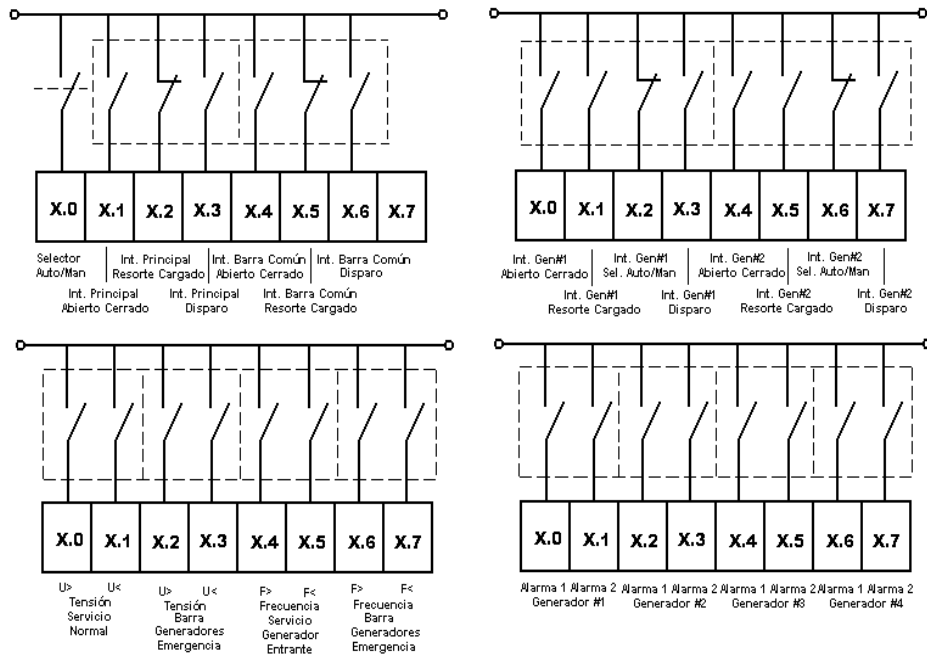 X.0 X.1 X.2 X.3 X.4 X.5 X.6 X.7
Selector
Auto/Man
Int. Principal
Abierto Cerrado
Int. Principal
Resorte Cargado
Int. Principal
Disparo
Int. Barra Común
Abierto Cerrado
Int. Barra Común
Resorte Cargado
Int. Barra Común
Disparo
X.0 X.1 X.2 X.3 X.4 X.5 X.6 X.7
Int. Gen#1
Abierto Cerrado
Int. Gen#1
Resorte Cargado
Int. Gen#1
Sel. Auto/Man
Int. Gen#1
Disparo
Int. Gen#2
Abierto Cerrado
Int. Gen#2
Resorte Cargado
Int. Gen#2
Sel. Auto/Man
Int. Gen#2
Disparo
X.0 X.1 X.2 X.3 X.4 X.5 X.6 X.7
U> U<
Tensión
Servicio
Normal
U> U<
Tensión
Barra
Generadores
Emergencia
F> F<
Frecuencia
Servicio
Generador
Entrante
F> F<
Frecuencia
Barra
Generadores
Emergencia
X.0 X.1 X.2 X.3 X.4 X.5 X.6 X.7
Alarma 1 Alarma 2
Generador #1
Alarma 1 Alarma 2
Generador #2
Alarma 1 Alarma 2
Generador #3
Alarma 1 Alarma 2
Generador #4